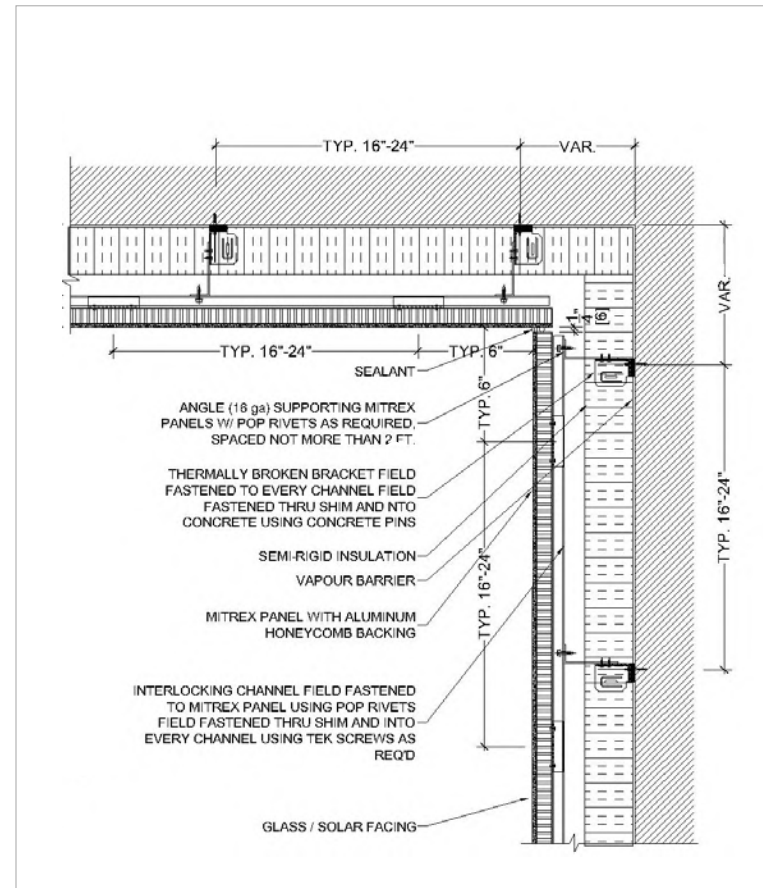 TYP. 16"-24"
VAR.
VAR.
1"
4
[6]
TYP. 16"-24"
TYP. 6"
SEALANT
TYP. 6"
ANGLE (16 ga) SUPPORTING MITREX
PANELS W/ POP RIVETS AS REQUIRED,
SPACED NOT MORE THAN 2 FT.
THERMALLY BROKEN BRACKET FIELD
FASTENED TO EVERY CHANNEL FIELD
FASTENED THRU SHIM AND NTO
CONCRETE USING CONCRETE PINS
TYP. 16"-24"
SEMI-RIGID INSULATION
VAPOUR BARRIER
TYP. 16"-24"
MITREX PANEL WITH ALUMINUM
HONEYCOMB BACKING
INTERLOCKING CHANNEL FIELD FASTENED
TO MITREX PANEL USING POP RIVETS
FIELD FASTENED THRU SHIM AND INTO
EVERY CHANNEL USING TEK SCREWS AS
REQ'D
GLASS / SOLAR FACING